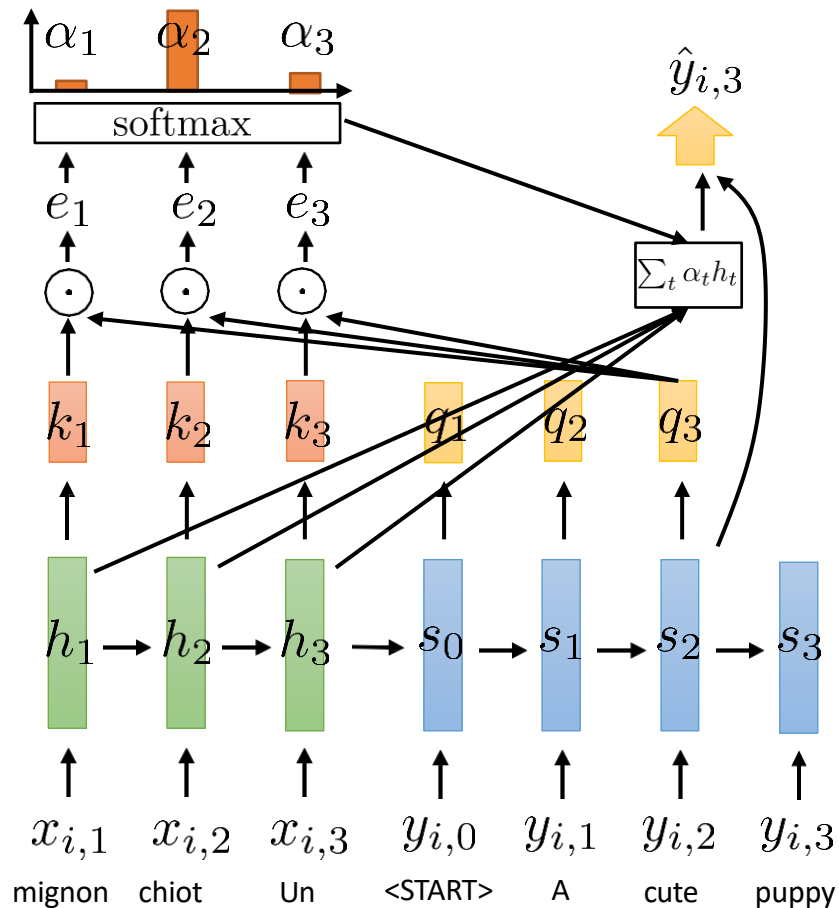 α₁ α₂ α₃
ŷᵢ,₃
softmax
e₁ e₂ e₃
∑ₜ αₜhₜ
k₁ k₂ k₃ q₁ q₂ q₃
h₁ h₂ h₃ s₀ s₁ s₂ s₃
xᵢ,₁ xᵢ,₂ xᵢ,₃ yᵢ,₀ yᵢ,₁ yᵢ,₂ yᵢ,₃
mignon chiot Un <START> A cute puppy